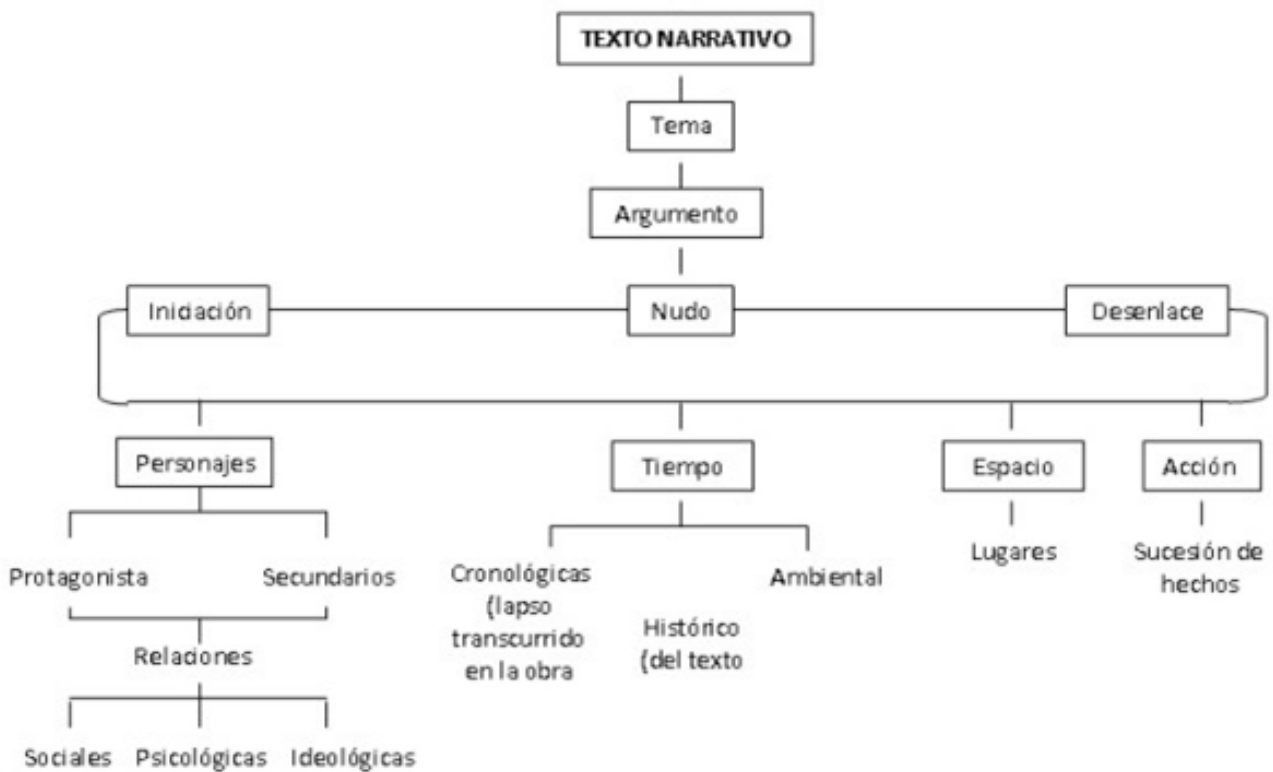 TEXTO NARRATIVO
Tema
Argumento
Iniciación
Nudo
Desenlace
Personajes
Tiempo
Espacio
Acción
Protagonista
Secundarios
Relaciones
Sociales
Psicológicas
Ideológicas
Cronológicas
(lapso
transcurrido
en la obra
Histórico
(del texto
Ambiental
Lugares
Sucesión de
hechos